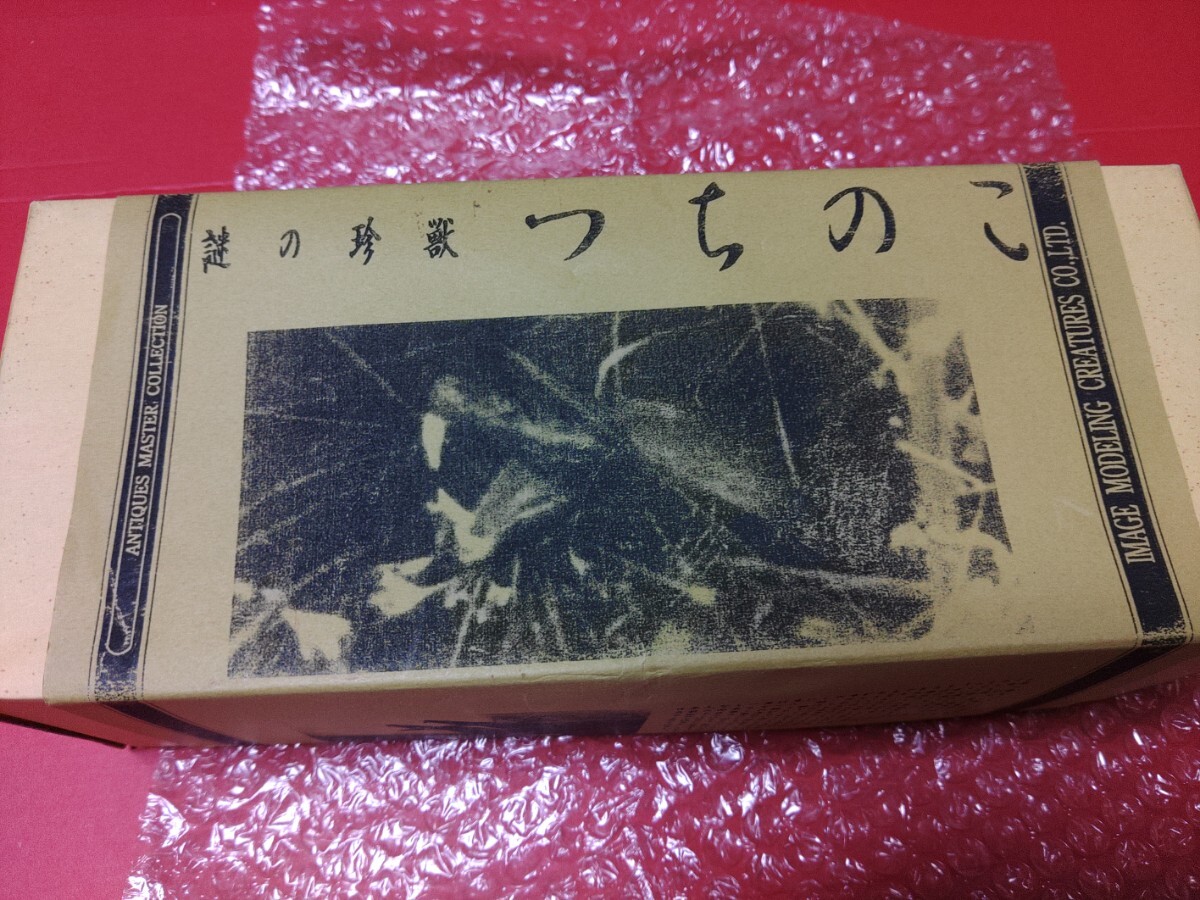 謎の珍獣 つちのこ
ANTIQUES MASTER COLLECTION
IMAGE MODELING CREATURES CO.,LTD.